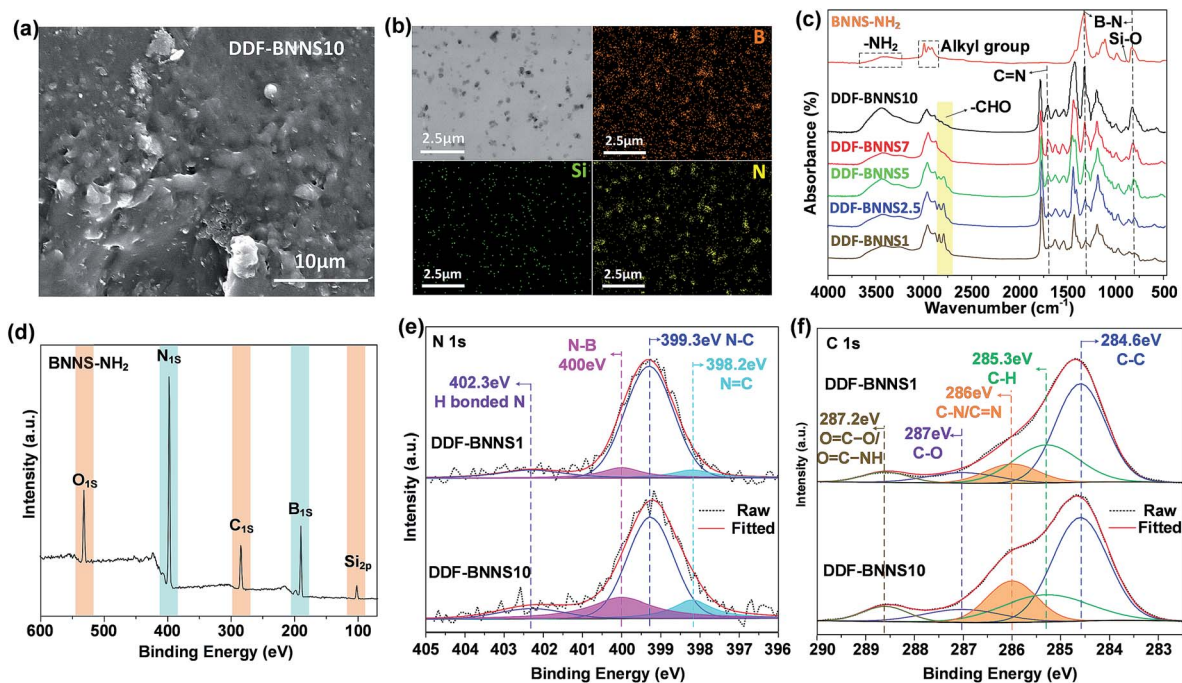 (a)
DDF-BNNS10
10μm
(b)
2.5μm
B
Si
2.5μm
2.5μm
N
2.5μm
(c)
BNNS-NH₂
-NH₂
Alkyl group
B-N
Si-O
C=N
-CHO
DDF-BNNS10
DDF-BNNS7
DDF-BNNS5
DDF-BNNS2.5
DDF-BNNS1
Absorbance (%)
4000 3500 3000 2500 2000 1500 1000 500
Wavenumber (cm⁻¹)
(d)
BNNS-NH₂
N1S
O1S
C1S
B1S
Si2p
Intensity (a.u.)
600 500 400 300 200 100
Binding Energy (eV)
(e)
N 1s
N-B
400eV
399.3eV N-C
398.2eV
N=C
402.3eV
H bonded N
DDF-BNNS1
Raw
Fitted
DDF-BNNS10
Intensity (a.u.)
405 404 403 402 401 400 399 398 397 396
Binding Energy (eV)
(f)
C 1s
284.6eV
C-C
285.3eV
C-H
DDF-BNNS1
286eV
C-N/C=N
287.2eV
O=C-O/
O=C-NH
287eV
C-O
Raw
Fitted
DDF-BNNS10
Intensity (a.u.)
290 289 288 287 286 285 284 283
Binding Energy (eV)